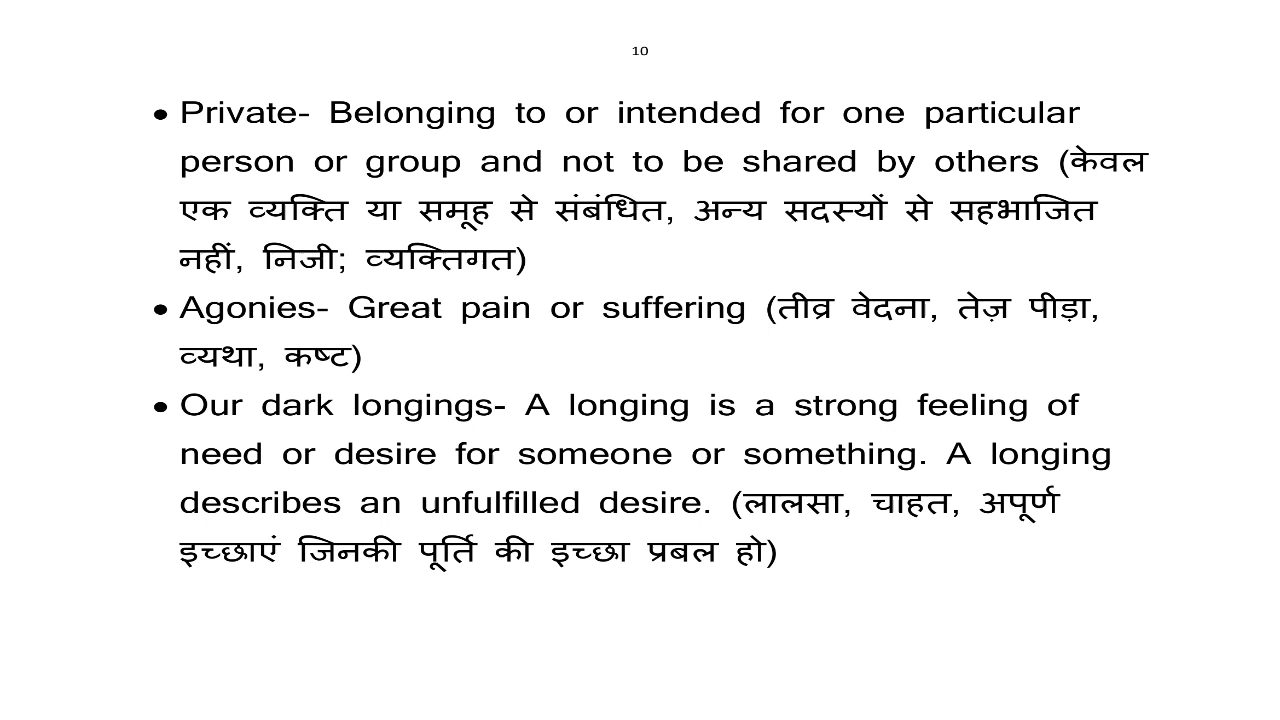 10
• Private- Belonging to or intended for one particular
person or group and not to be shared by others (केवल
एक व्यक्ति या समूह से संबंधित, अन्य सदस्यों से सहभाजित
नहीं, निजी; व्यक्तिगत)
• Agonies- Great pain or suffering (तीव्र वेदना, तेज़ पीड़ा,
व्यथा, कष्ट)
• Our dark longings- A longing is a strong feeling of
need or desire for someone or something. A longing
describes an unfulfilled desire. (लालसा, चाहत, अपूर्ण
इच्छाएं जिनकी पूर्ति की इच्छा प्रबल हो)